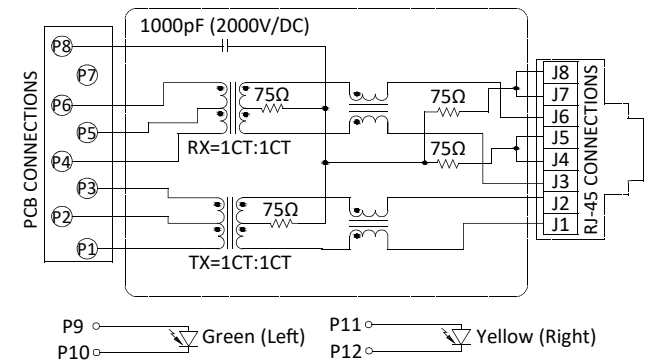 1000pF (2000V/DC)
PCB CONNECTIONS
P8
P7
P6
P5
P4
P3
P2
P1
75Ω
RX=1CT:1CT
75Ω
75Ω
75Ω
TX=1CT:1CT
J8
J7
J6
J5
J4
J3
J2
J1
RJ-45 CONNECTIONS
P9
P10
Green (Left)
P11
P12
Yellow (Right)